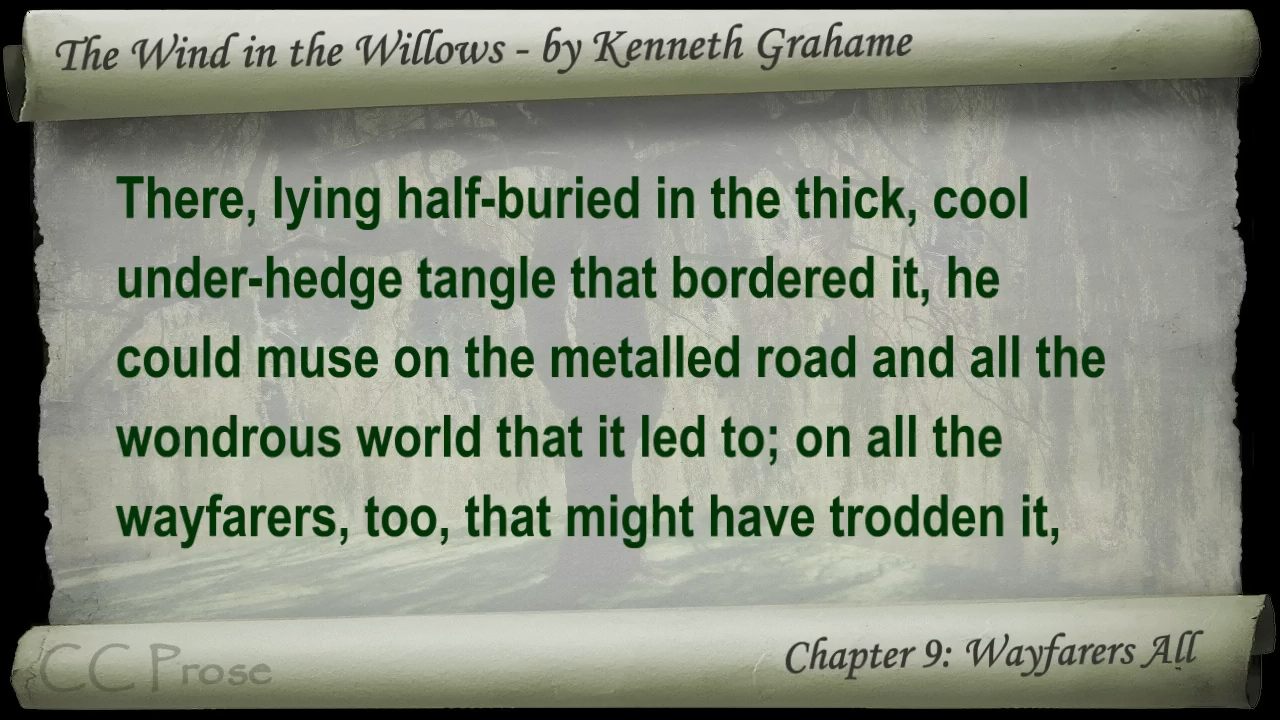 The Wind in the Willows - by Kenneth Grahame
There, lying half-buried in the thick, cool
under-hedge tangle that bordered it, he
could muse on the metalled road and all the
wondrous world that it led to; on all the
wayfarers, too, that might have trodden it,
CC Prose
Chapter 9: Wayfarers All